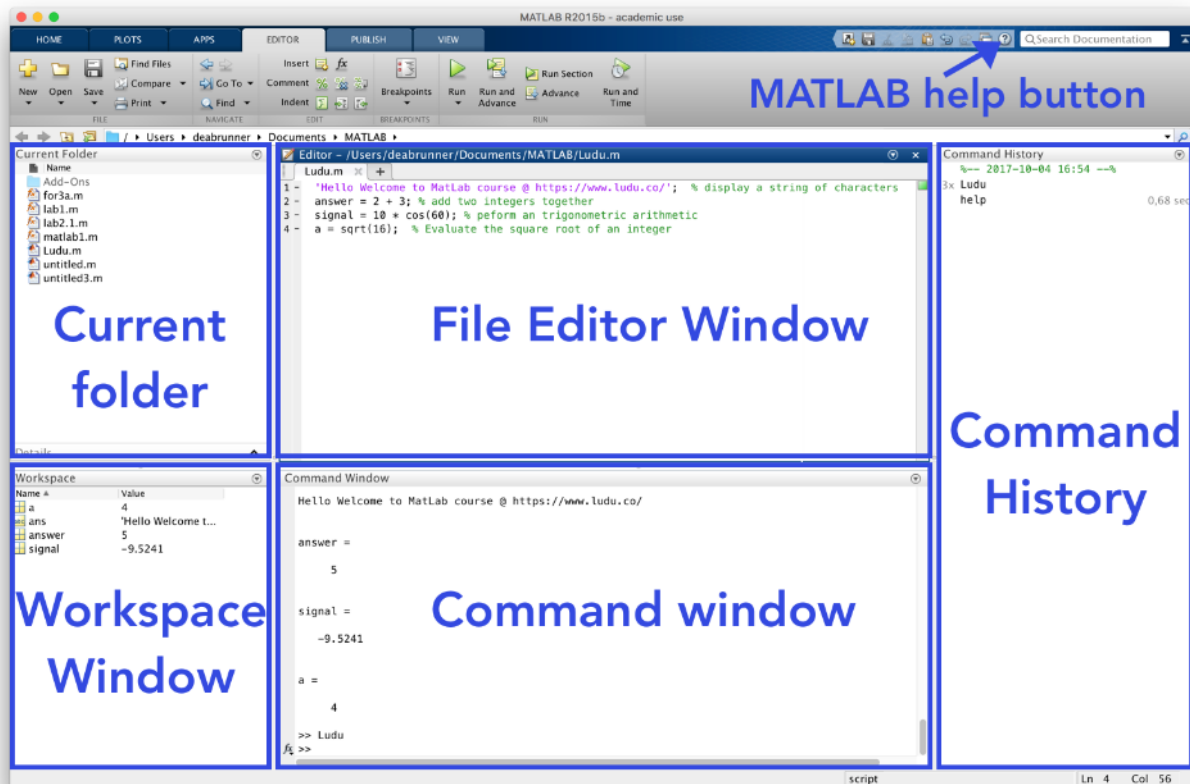 MATLAB R2015b - academic use
HOME PLOTS APPS EDITOR PUBLISH VIEW
Search Documentation
MATLAB help button
New Open Save
Find Files
Compare
Print
FILE
Go To
Find
NAVIGATE
Insert fx
Comment
Indent
EDIT
Breakpoints
BREAKPOINTS
Run
Run and Advance
Run Section
Advance
Run and Time
RUN
/ Users deabrunner Documents MATLAB
Current Folder
Name
Add-Ons
for3a.m
lab1.m
lab2.1.m
matlab1.m
Ludu.m
untitled.m
untitled3.m
Current
folder
Details
Editor - /Users/deabrunner/Documents/MATLAB/Ludu.m
Ludu.m × +
1 - 'Hello Welcome to MatLab course @ https://www.ludu.co/'; % display a string of characters
2 - answer = 2 + 3; % add two integers together
3 - signal = 10 * cos(60); % peform an trigonometric arithmetic
4 - a = sqrt(16); % Evaluate the square root of an integer
File Editor Window
Command History
%-- 2017-10-04 16:54 --%
3x Ludu
help 0,68 sec
Command
History
Workspace
Name Value
a 4
ans 'Hello Welcome t...
answer 5
signal -9.5241
Workspace
Window
Command Window
Hello Welcome to MatLab course @ https://www.ludu.co/
answer =
5
signal =
-9.5241
a =
4
>> Ludu
fx >>
Command window
script Ln 4 Col 56